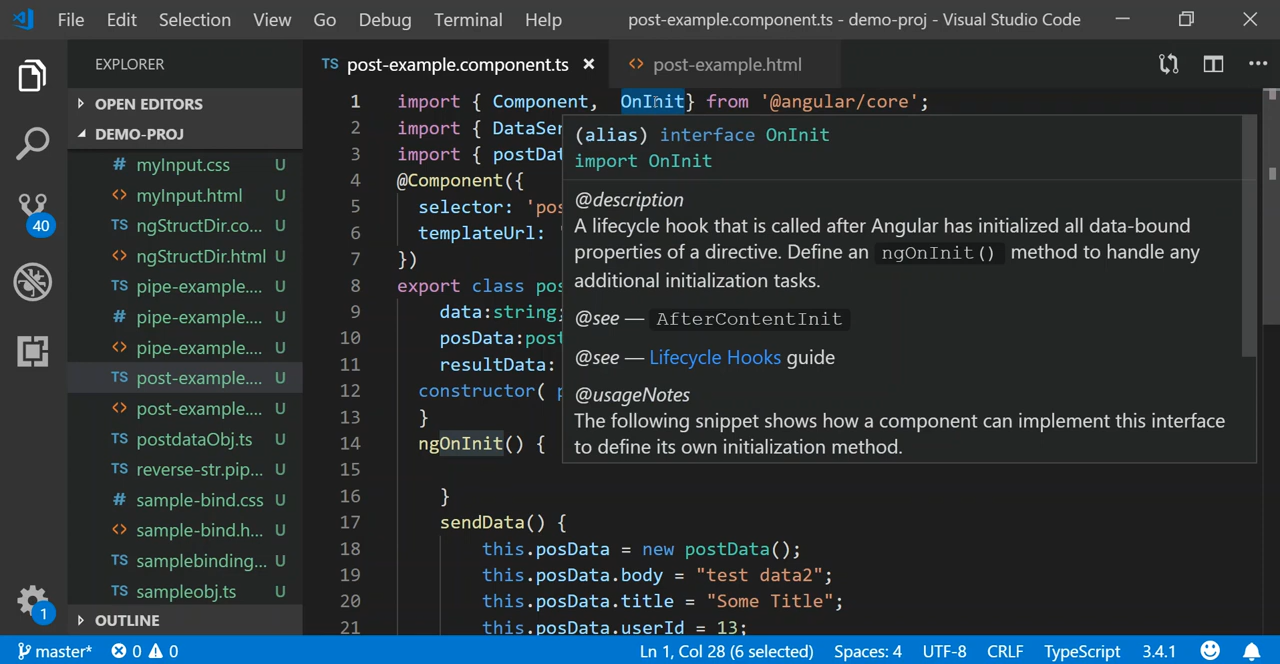 File Edit Selection View Go Debug Terminal Help post-example.component.ts - demo-proj - Visual Studio Code
EXPLORER
OPEN EDITORS
DEMO-PROJ
# myInput.css U
<> myInput.html U
TS ngStructDir.co... U
<> ngStructDir.html U
TS pipe-example.... U
# pipe-example.... U
<> pipe-example.... U
TS post-example.... U
<> post-example.... U
TS postdataObj.ts U
TS reverse-str.pip... U
# sample-bind.css U
<> sample-bind.h... U
TS samplebinding... U
TS sampleobj.ts U
OUTLINE
40
1
TS post-example.component.ts × <> post-example.html
1 import { Component, OnInit} from '@angular/core';
2 import { DataSer
3 import { postDat
4 @Component({
5 selector: 'pos
6 templateUrl: '
7 })
8 export class pos
9 data:string;
10 posData:post
11 resultData:
12 constructor( p
13 }
14 ngOnInit() {
15
16 }
17 sendData() {
18 this.posData = new postData();
19 this.posData.body = "test data2";
20 this.posData.title = "Some Title";
21 this.posData.userId = 13;
(alias) interface OnInit
import OnInit
@description
A lifecycle hook that is called after Angular has initialized all data-bound
properties of a directive. Define an ngOnInit() method to handle any
additional initialization tasks.
@see — AfterContentInit
@see — Lifecycle Hooks guide
@usageNotes
The following snippet shows how a component can implement this interface
to define its own initialization method.
master* 0 0 Ln 1, Col 28 (6 selected) Spaces: 4 UTF-8 CRLF TypeScript 3.4.1